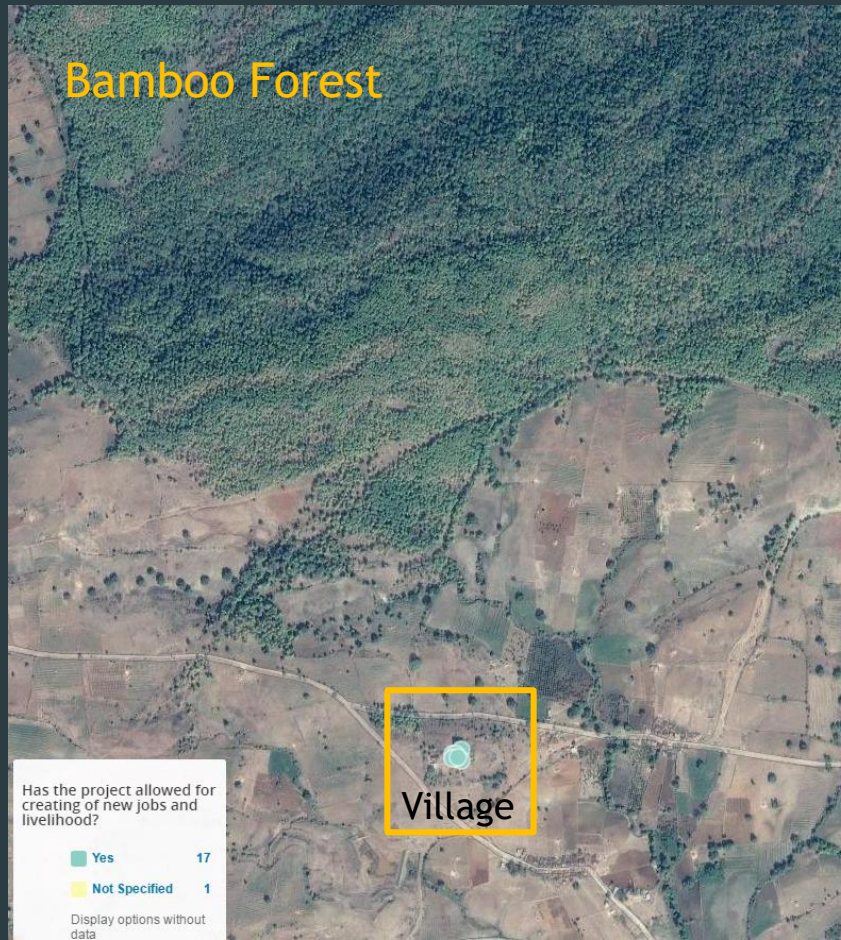 Bamboo Forest
Village
Has the project allowed for
creating of new jobs and
livelihood?
Yes 17
Not Specified 1
Display options without
data